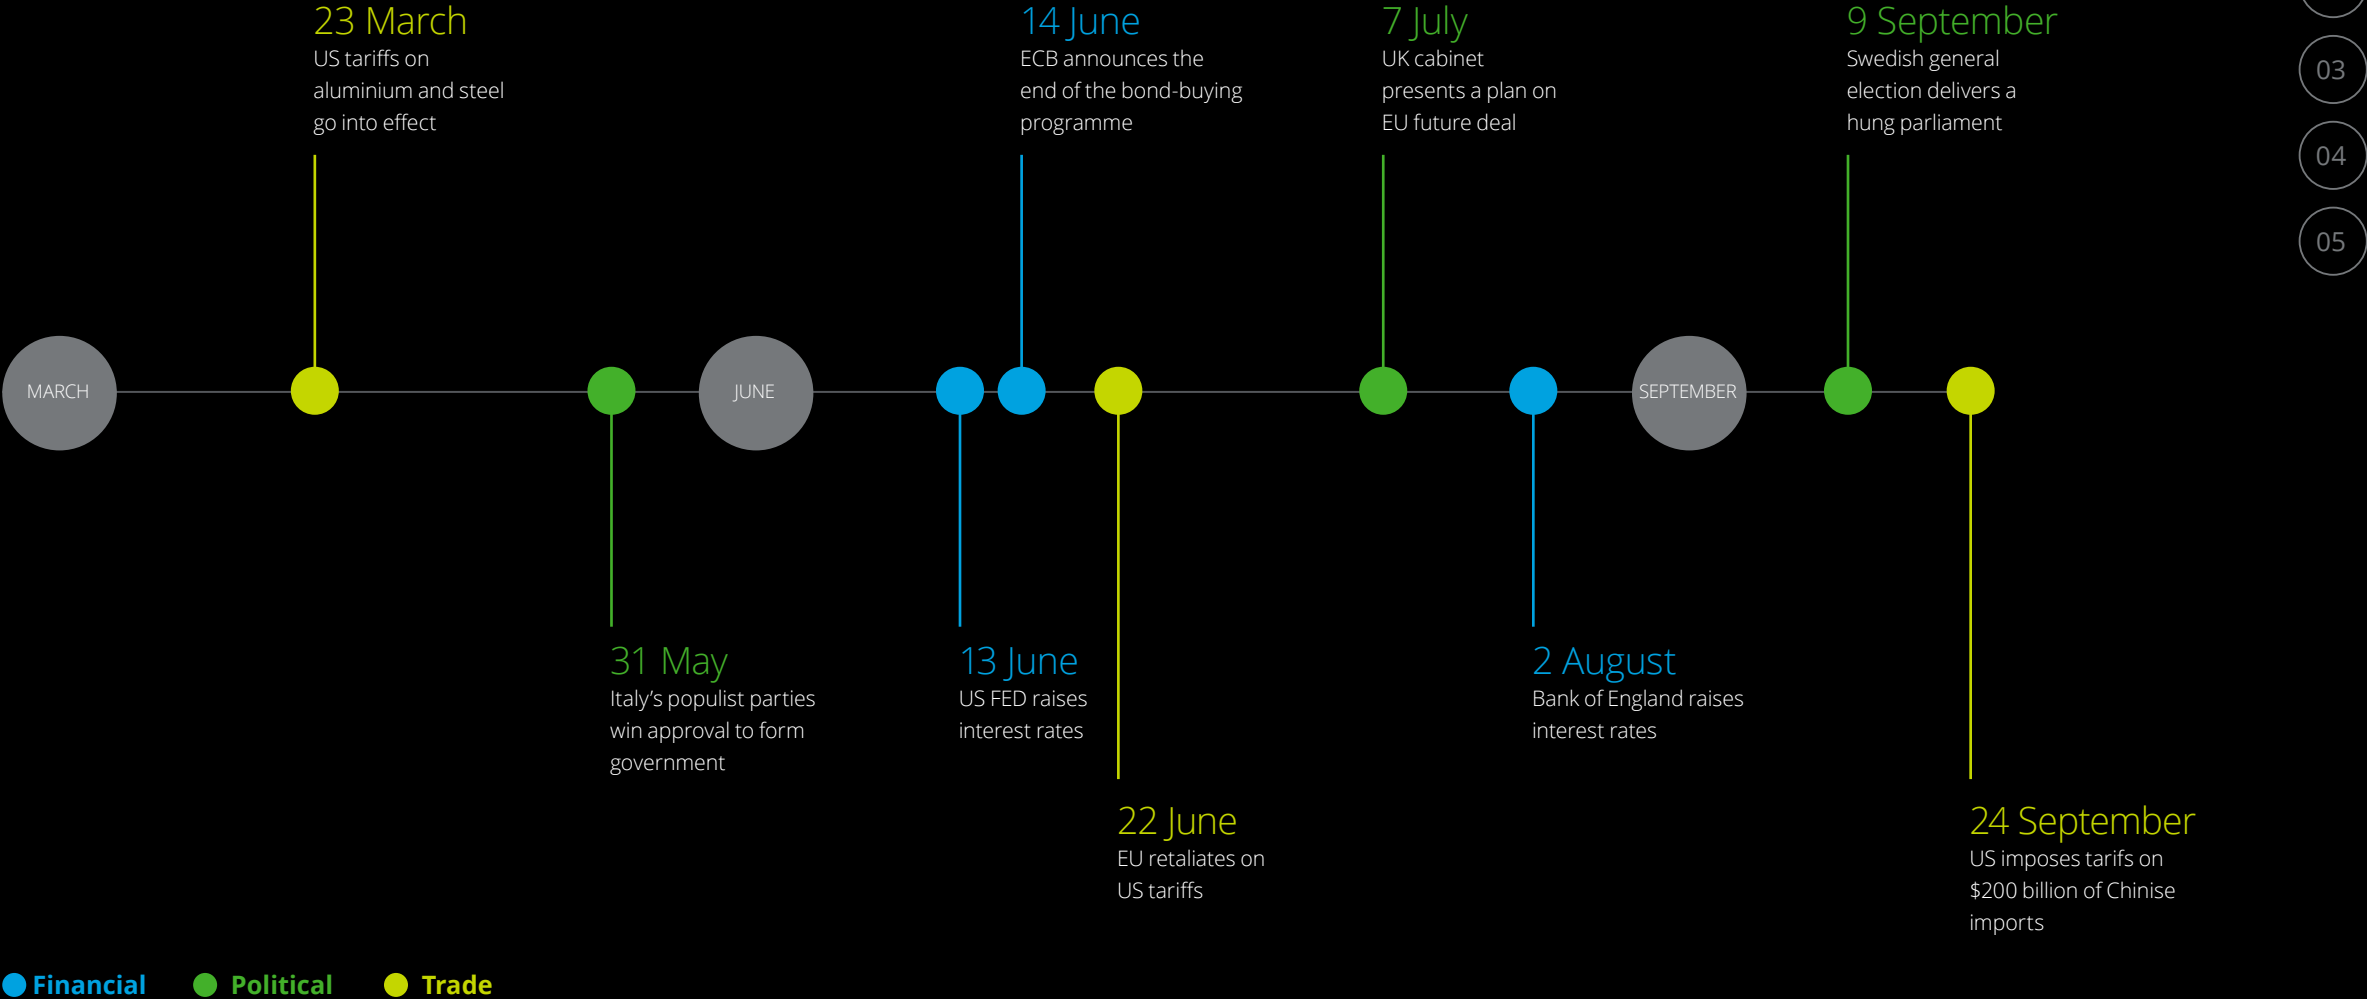 23 March
US tariffs on
aluminium and steel
go into effect
14 June
ECB announces the
end of the bond-buying
programme
7 July
UK cabinet
presents a plan on
EU future deal
9 September
Swedish general
election delivers a
hung parliament
03
04
05
MARCH
JUNE
SEPTEMBER
31 May
Italy's populist parties
win approval to form
government
13 June
US FED raises
interest rates
2 August
Bank of England raises
interest rates
22 June
EU retaliates on
US tariffs
24 September
US imposes tarifs on
$200 billion of Chinise
imports
Financial
Political
Trade